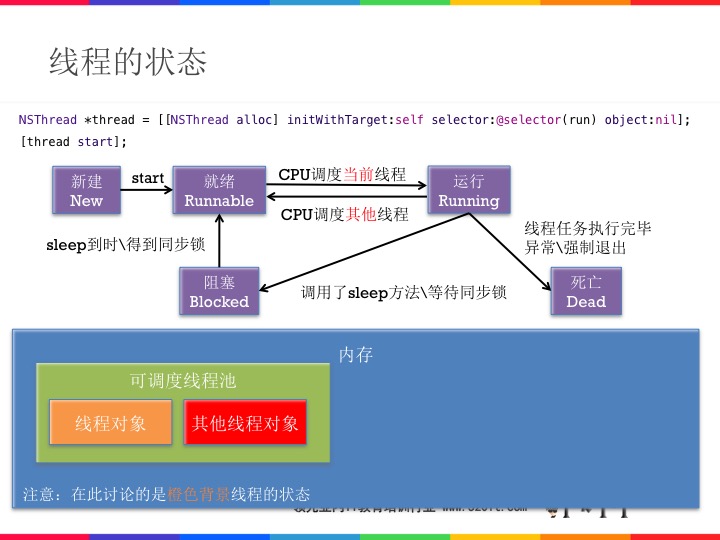 线程的状态
NSThread *thread = [[NSThread alloc] initWithTarget:self selector:@selector(run) object:nil];
[thread start];
新建
New
start
就绪
Runnable
CPU调度当前线程
CPU调度其他线程
运行
Running
sleep到时\得到同步锁
线程任务执行完毕
异常\强制退出
阻塞
Blocked
调用了sleep方法\等待同步锁
死亡
Dead
内存
可调度线程池
线程对象
其他线程对象
注意：在此讨论的是橙色背景线程的状态